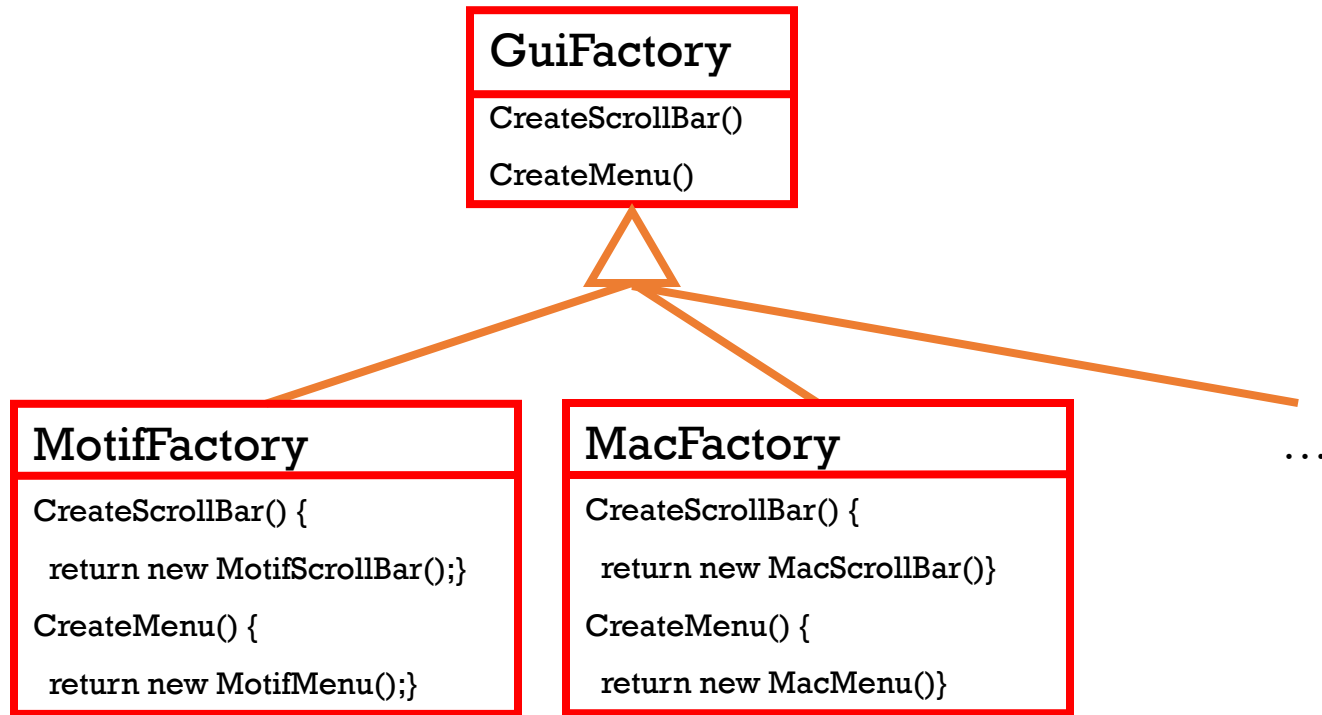 GuiFactory
CreateScrollBar()
CreateMenu()
MotifFactory
CreateScrollBar() {
return new MotifScrollBar();}
CreateMenu() {
return new MotifMenu();}
MacFactory
CreateScrollBar() {
return new MacScrollBar()}
CreateMenu() {
return new MacMenu()}
…